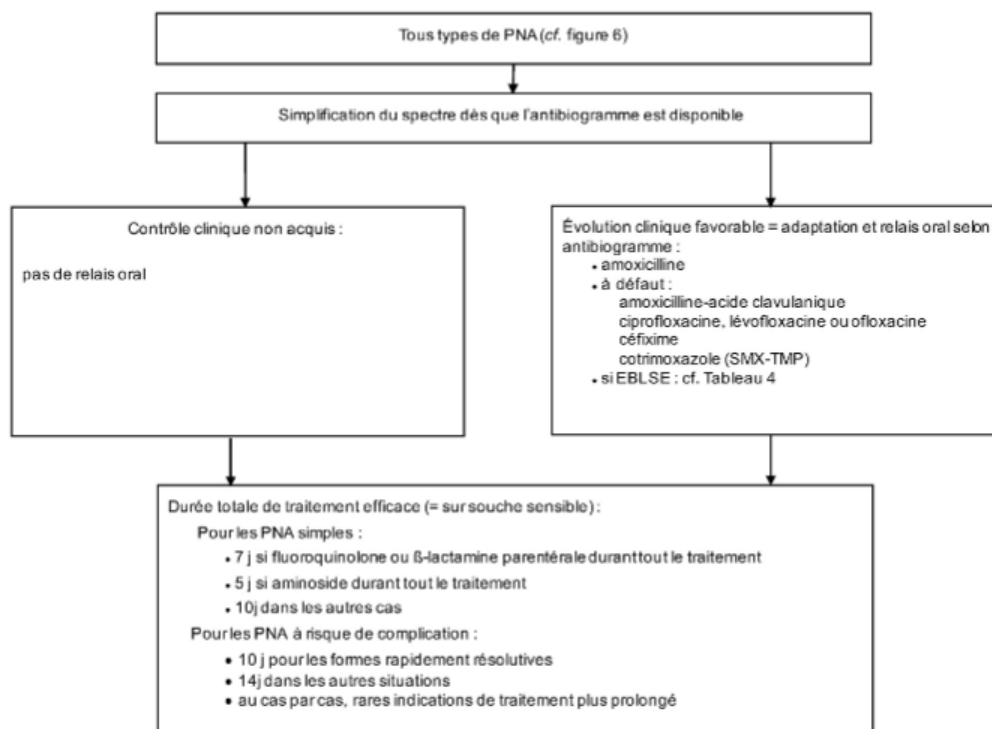 Tous types de PNA (cf. figure 6)
Simplification du spectre dès que l'antibiogramme est disponible
Contrôle clinique non acquis :
pas de relais oral
Évolution clinique favorable = adaptation et relais oral selon
antibiogramme :
• amoxicilline
• à défaut :
amoxicilline-acide clavulanique
ciprofloxacine, lévofloxacine ou ofloxacine
céfixime
cotrimoxazole (SMX-TMP)
• si EBLSE : cf. Tableau 4
Durée totale de traitement efficace (= sur souche sensible) :
Pour les PNA simples :
• 7 j si fluoroquinolone ou ß-lactamine parentérale durant tout le traitement
• 5 j si aminoside durant tout le traitement
• 10j dans les autres cas
Pour les PNA à risque de complication :
• 10 j pour les formes rapidement résolutives
• 14j dans les autres situations
• au cas par cas, rares indications de traitement plus prolongé